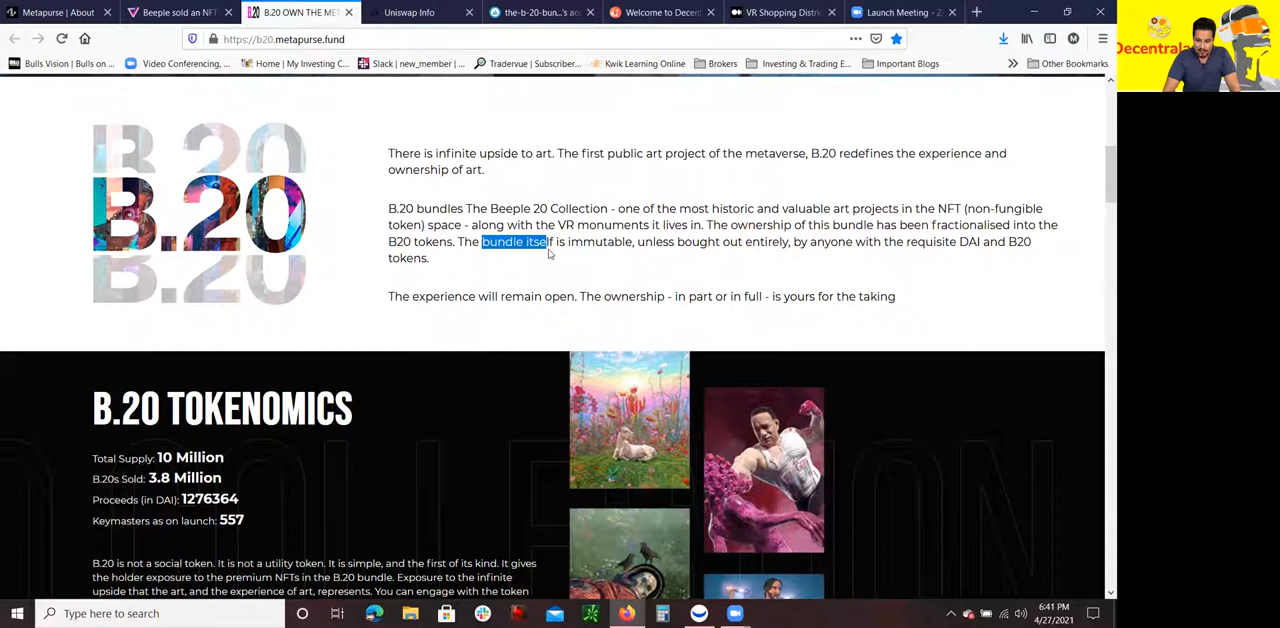 Metapurse | About
Beeple sold an NFT
B.20 OWN THE MET
Uniswap Info
the-b-20-bun...'s acc
Welcome to Decent
VR Shopping Distri
Launch Meeting - Z
https://b20.metapurse.fund
Bulls Vision | Bulls on ...
Video Conferencing, ...
Home | My Investing C...
Slack | new_member | ...
Tradervue | Subscriber...
Kwik Learning Online
Brokers
Investing & Trading E...
Important Blogs
Other Bookmarks
Decentrala
B.20
B.20
B.20
There is infinite upside to art. The first public art project of the metaverse, B.20 redefines the experience and
ownership of art.
B.20 bundles The Beeple 20 Collection - one of the most historic and valuable art projects in the NFT (non-fungible
token) space - along with the VR monuments it lives in. The ownership of this bundle has been fractionalised into the
B20 tokens. The bundle itself is immutable, unless bought out entirely, by anyone with the requisite DAI and B20
tokens.
The experience will remain open. The ownership - in part or in full - is yours for the taking
B.20 TOKENOMICS
Total Supply: 10 Million
B.20s Sold: 3.8 Million
Proceeds (in DAI): 1276364
Keymasters as on launch: 557
B.20 is not a social token. It is not a utility token. It is simple, and the first of its kind. It gives
the holder exposure to the premium NFTs in the B.20 bundle. Exposure to the infinite
upside that the art, and the experience of art, represents. You can engage with the token
Type here to search
6:41 PM
4/27/2021